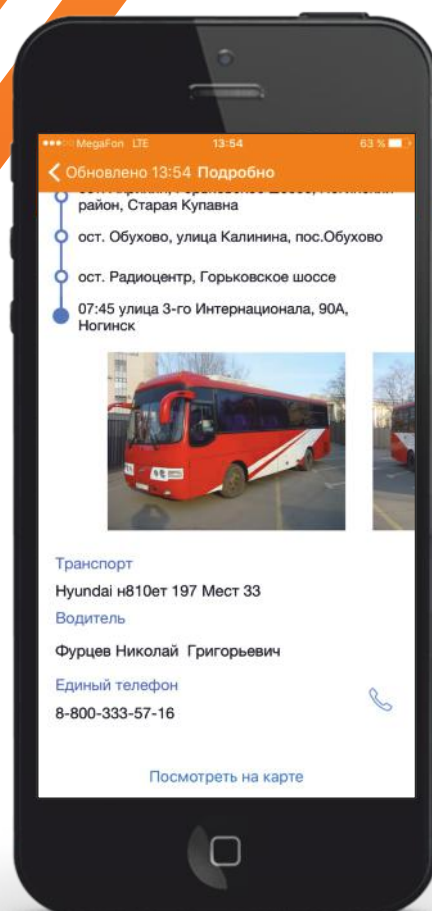 MegaFon LTE 13:54 63 %
Обновлено 13:54 Подробно
район, Старая Купавна
ост. Обухово, улица Калинина, пос.Обухово
ост. Радиоцентр, Горьковское шоссе
07:45 улица 3-го Интернационала, 90А,
Ногинск
Транспорт
Hyundai н810ет 197 Мест 33
Водитель
Фурцев Николай Григорьевич
Единый телефон
8-800-333-57-16
Посмотреть на карте